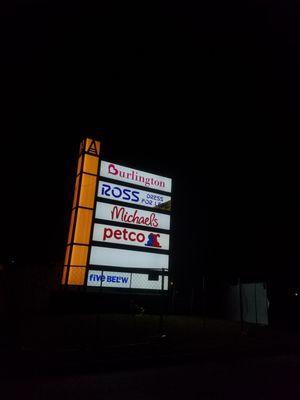 Burlington
ROSS DRESS
FOR LESS
Michaels
petco
five BELOW